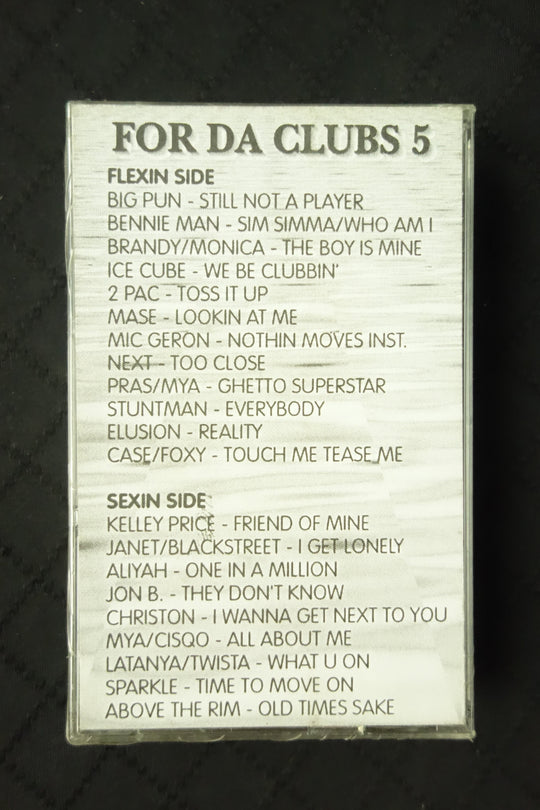 FOR DA CLUBS 5
FLEXIN SIDE
BIG PUN - STILL NOT A PLAYER
BENNIE MAN - SIM SIMMA/WHO AM I
BRANDY/MONICA - THE BOY IS MINE
ICE CUBE - WE BE CLUBBIN'
2 PAC - TOSS IT UP
MASE - LOOKIN AT ME
MIC GERON - NOTHIN MOVES INST.
NEXT - TOO CLOSE
PRAS/MYA - GHETTO SUPERSTAR
STUNTMAN - EVERYBODY
ELUSION - REALITY
CASE/FOXY - TOUCH ME TEASE ME
SEXIN SIDE
KELLEY PRICE - FRIEND OF MINE
JANET/BLACKSTREET - I GET LONELY
ALIYAH - ONE IN A MILLION
JON B. - THEY DON'T KNOW
CHRISTON - I WANNA GET NEXT TO YOU
MYA/CISQO - ALL ABOUT ME
LATANYA/TWISTA - WHAT U ON
SPARKLE - TIME TO MOVE ON
ABOVE THE RIM - OLD TIMES SAKE